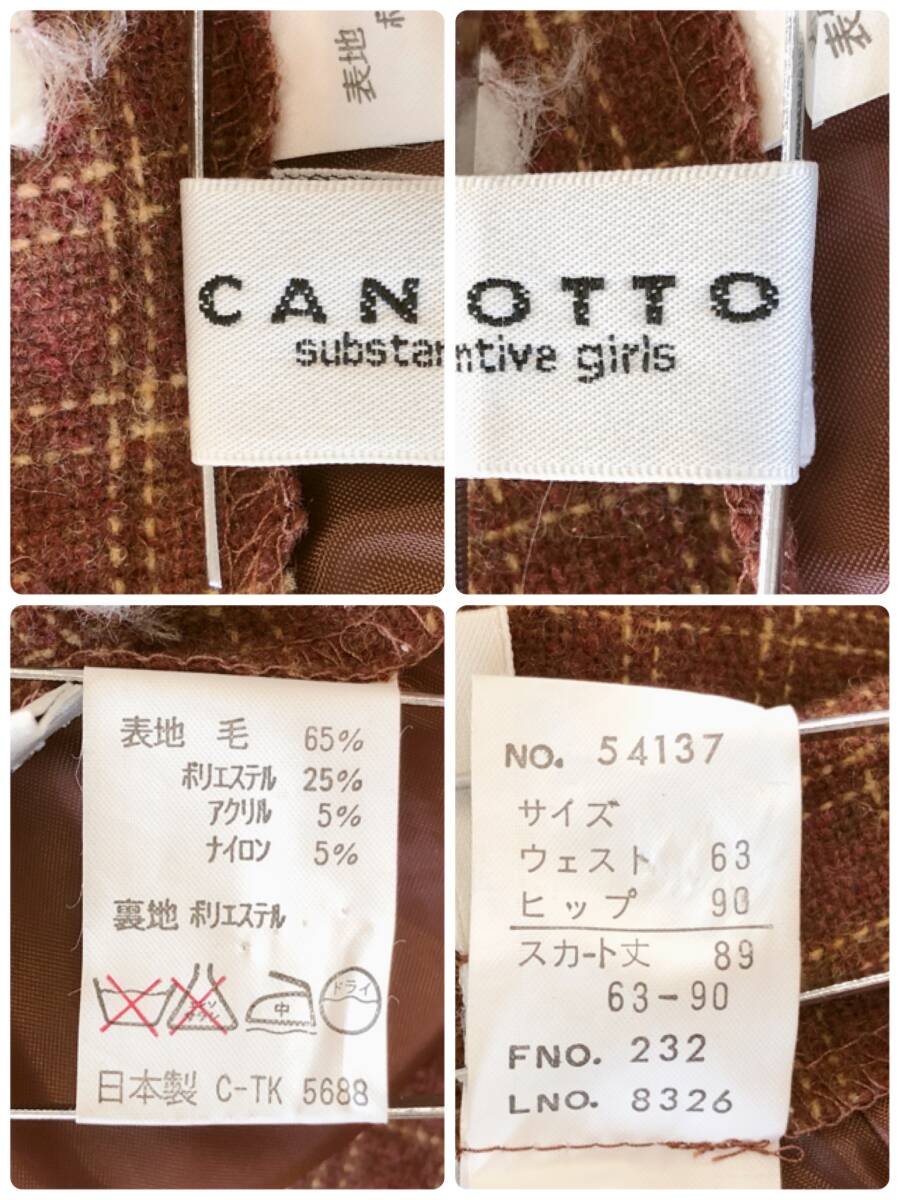 表地
表
CANOTTO
substantive girls
表地 毛 65%
ポリエステル 25%
アクリル 5%
ナイロン 5%
裏地 ポリエステル
中 ドライ
日本製 C-TK 5688
NO. 54137
サイズ
ウェスト 63
ヒップ 90
スカート丈 89
63-90
FNO. 232
LNO. 8326